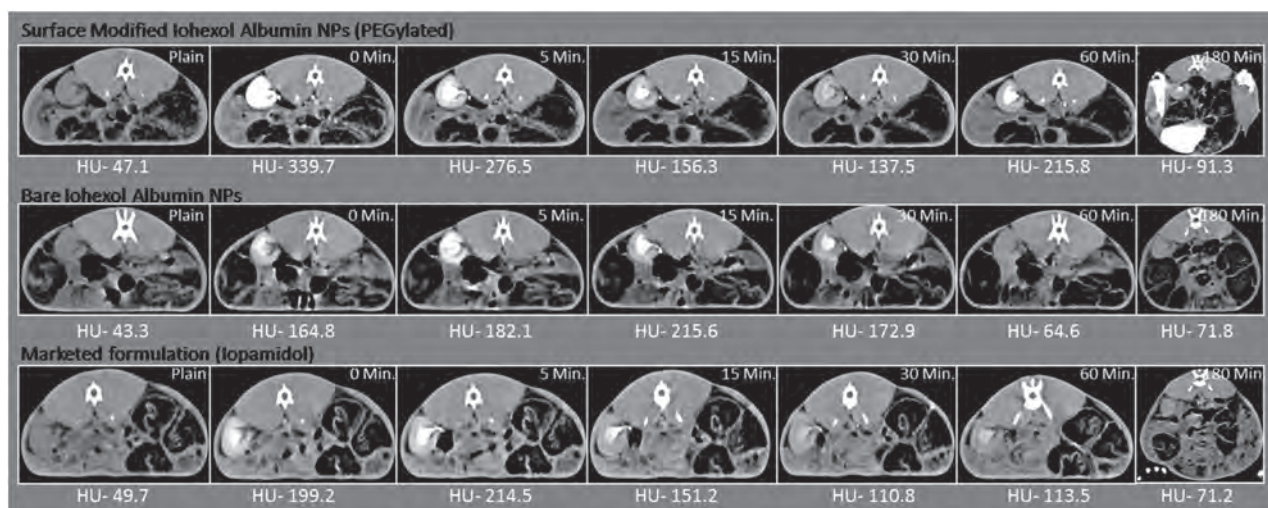 Surface Modified Iohexol Albumin NPs (PEGylated)
Plain 0 Min. 5 Min. 15 Min. 30 Min. 60 Min. 180 Min.
HU- 47.1 HU- 339.7 HU- 276.5 HU- 156.3 HU- 137.5 HU- 215.8 HU- 91.3
Bare Iohexol Albumin NPs
Plain 0 Min. 5 Min. 15 Min. 30 Min. 60 Min. 180 Min.
HU- 43.3 HU- 164.8 HU- 182.1 HU- 215.6 HU- 172.9 HU- 64.6 HU- 71.8
Marketed formulation (Iopamidol)
Plain 0 Min. 5 Min. 15 Min. 30 Min. 60 Min. 180 Min.
HU- 49.7 HU- 199.2 HU- 214.5 HU- 151.2 HU- 110.8 HU- 113.5 HU- 71.2